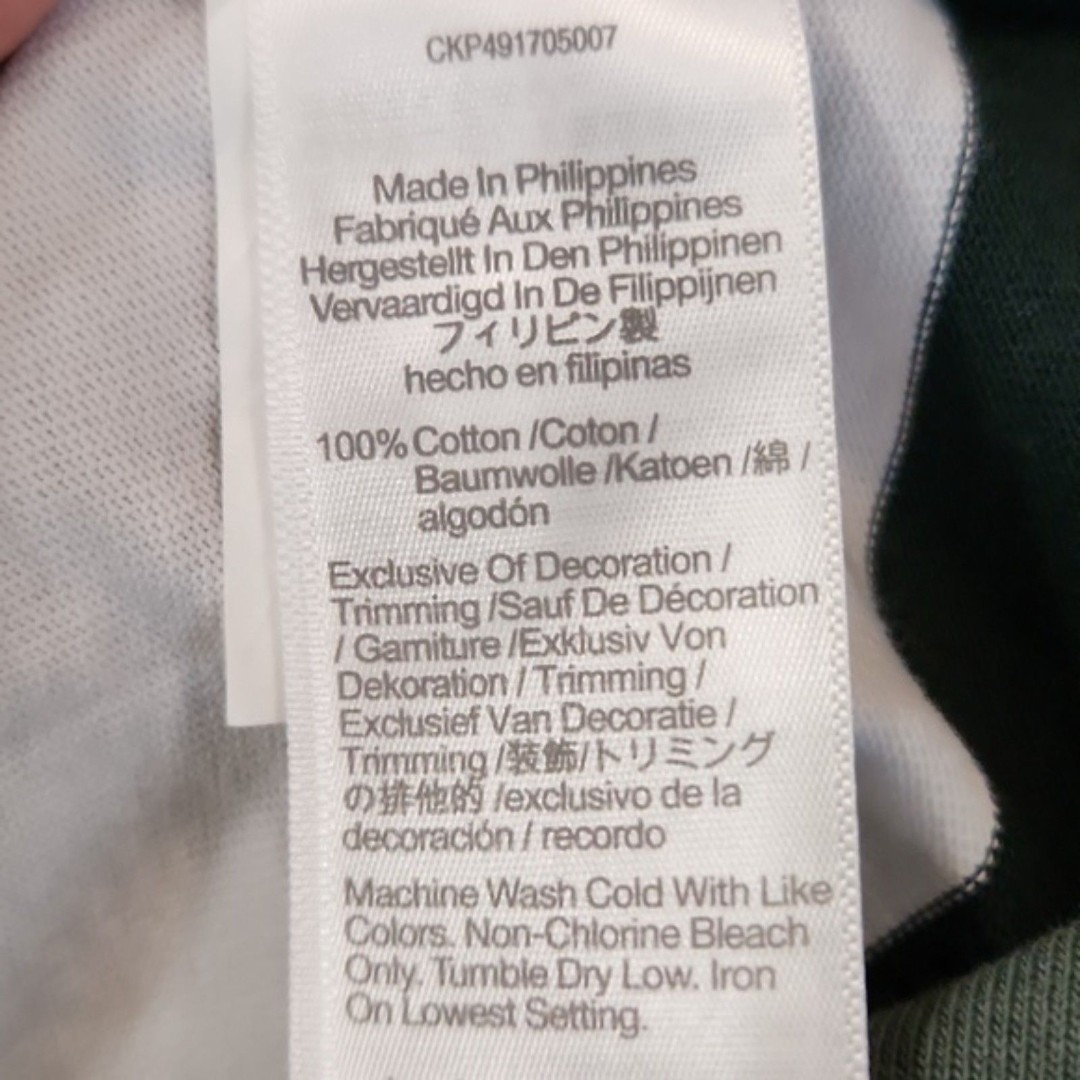 CKP491705007
Made In Philippines
Fabriqué Aux Philippines
Hergestellt In Den Philippinen
Vervaardigd In De Filippijnen
フィリピン製
hecho en filipinas
100% Cotton /Coton /
Baumwolle /Katoen /綿 /
algodón
Exclusive Of Decoration /
Trimming /Sauf De Décoration
/ Garniture /Exklusiv Von
Dekoration / Trimming /
Exclusief Van Decoratie /
Trimming /装飾/トリミング
の排他的 /exclusivo de la
decoración / recordo
Machine Wash Cold With Like
Colors. Non-Chlorine Bleach
Only. Tumble Dry Low. Iron
On Lowest Setting.